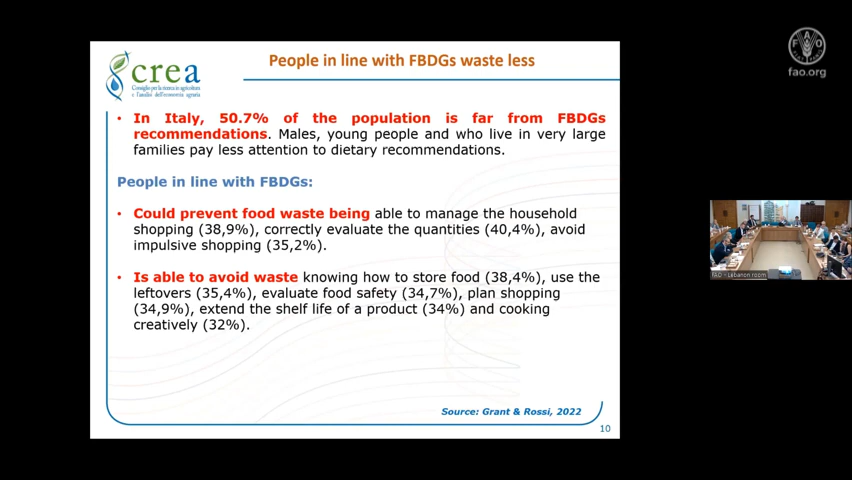 People in line with FBDGs waste less
crea
Consiglio per la ricerca in agricoltura
e l'analisi dell'economia agraria
• In Italy, 50.7% of the population is far from FBDGs
recommendations. Males, young people and who live in very large
families pay less attention to dietary recommendations.
People in line with FBDGs:
• Could prevent food waste being able to manage the household
shopping (38,9%), correctly evaluate the quantities (40,4%), avoid
impulsive shopping (35,2%).
• Is able to avoid waste knowing how to store food (38,4%), use the
leftovers (35,4%), evaluate food safety (34,7%), plan shopping
(34,9%), extend the shelf life of a product (34%) and cooking
creatively (32%).
Source: Grant & Rossi, 2022
10
FAO
fao.org
FAO - Lebanon room